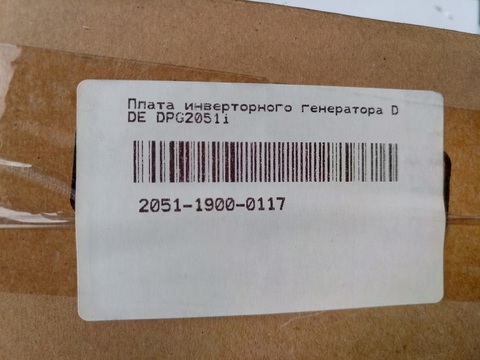 Плата инверторного генератора D
DE DPG2051i
2051-1900-0117